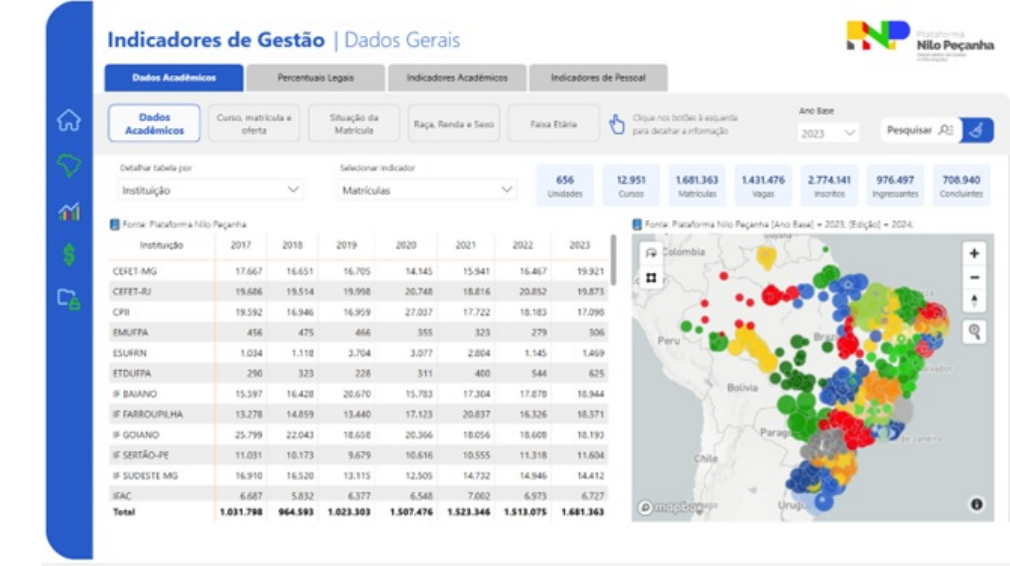 Indicadores de Gestão | Dados Gerais
Plataforma
Nilo Peçanha
Dados Acadêmicos
Percentuais Legais
Indicadores Acadêmicos
Indicadores de Pessoal
Dados Acadêmicos
Curso, matrícula e oferta
Situação da Matrícula
Raça, Renda e Sexo
Faixa Etária
Clique nos botões à esquerda
para detalhar a informação
Ano Base
2023
Pesquisar
Detalhar tabela por
Instituição
Selecionar indicador
Matrículas
656 Unidades
12.951 Cursos
1.681.363 Matrículas
1.431.476 Vagas
2.774.141 Inscritos
976.497 Ingressantes
708.940 Concluintes
Fonte: Plataforma Nilo Peçanha
Fonte: Plataforma Nilo Peçanha [Ano Base] = 2023, [Edição] = 2024;
Instituição 2017 2018 2019 2020 2021 2022 2023
CEFET-MG 17.667 16.651 16.705 14.145 15.941 16.467 19.921
CEFET-RJ 19.686 19.514 19.998 20.748 18.816 20.852 19.873
CPII 19.592 16.946 16.959 27.037 17.722 18.183 17.098
EMUFPA 456 475 466 355 323 279 306
ESUFRN 1.034 1.118 3.704 3.077 2.804 1.145 1.469
ETDUFPA 290 323 228 311 400 544 625
IF BAIANO 15.597 16.428 20.670 15.783 17.304 17.878 18.944
IF FARROUPILHA 13.278 14.859 13.440 17.123 20.837 16.326 18.371
IF GOIANO 25.799 22.043 18.658 20.366 18.056 18.608 18.193
IF SERTÃO-PE 11.031 10.173 9.679 10.616 10.555 11.318 11.604
IF SUDESTE MG 16.910 16.520 13.115 12.505 14.732 14.946 14.412
IFAC 6.687 5.832 6.377 6.548 7.002 6.973 6.727
Total 1.031.798 964.593 1.023.303 1.507.476 1.523.346 1.513.075 1.681.363
Colombia
Peru
Brazi
Bolivia
Parag
Chile
de Janeiro
Urugu
mapbox